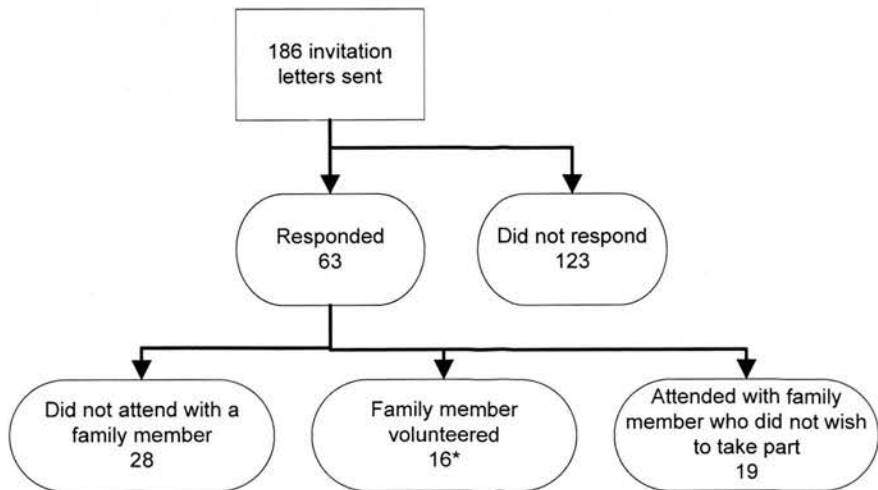 186 invitation
letters sent
Responded
63
Did not respond
123
Did not attend with a
family member
28
Family member
volunteered
16*
Attended with family
member who did not wish
to take part
19